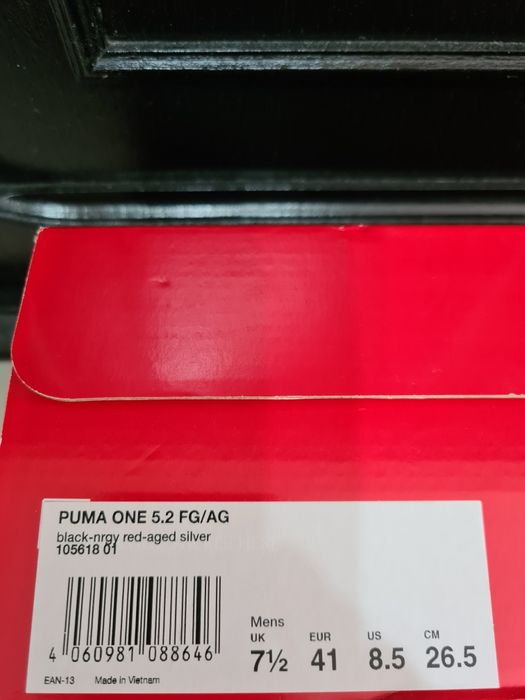 PUMA ONE 5.2 FG/AG
black-nrgy red-aged silver
105618 01
Mens
UK EUR US CM
7½ 41 8.5 26.5
4 060981 088646
EAN-13 Made in Vietnam